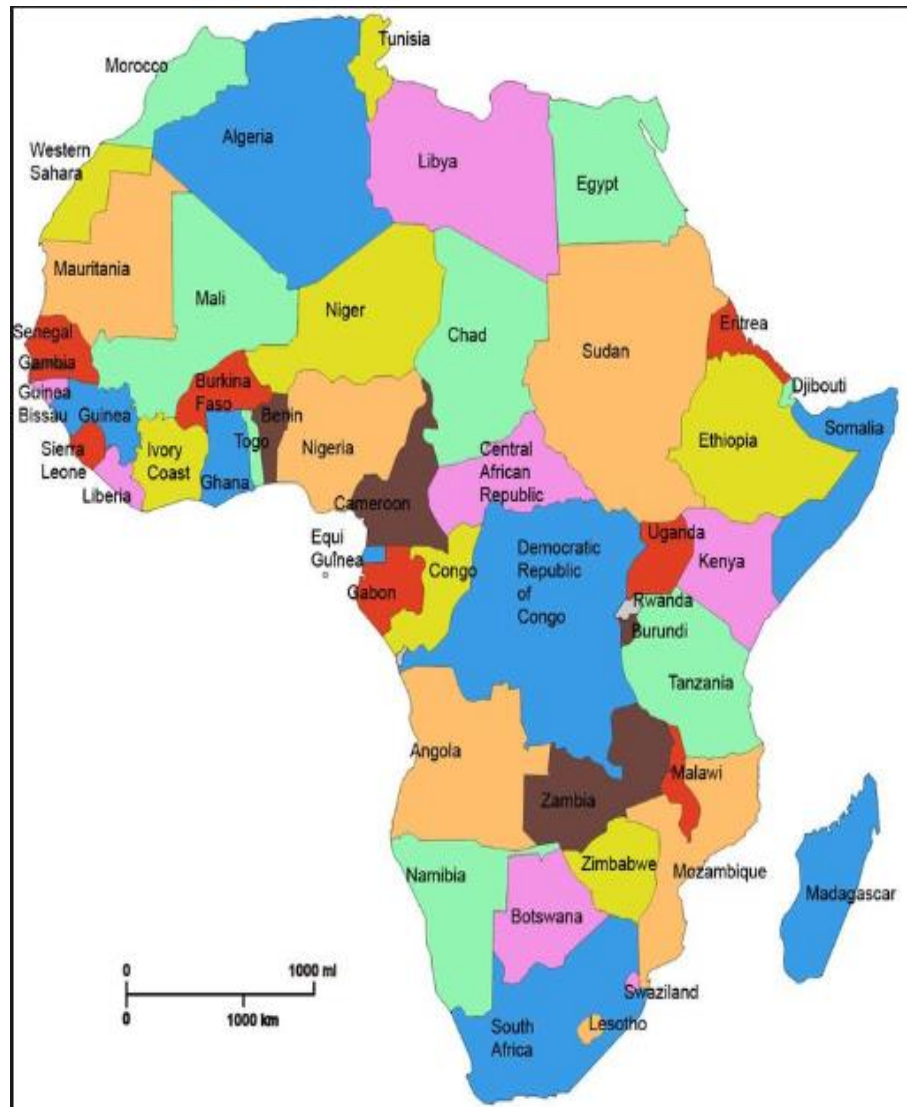 Tunisia
Morocco
Algeria
Western
Sahara
Libya
Egypt
Mauritania
Mali
Niger
Chad
Sudan
Eritrea
Senegal
Gambia
Burkina
Faso
Djibouti
Guinea
Bissau
Guinea
Benin
Togo
Ivory
Coast
Nigeria
Central
African
Republic
Ethiopia
Somalia
Sierra
Leone
Liberia
Ghana
Cameroon
Equi
Guinea
Gabon
Congo
Democratic
Republic
of
Congo
Uganda
Kenya
Rwanda
Burundi
Tanzania
Angola
Zambia
Malawi
Mozambique
Zimbabwe
Namibia
Botswana
Madagascar
0 1000 mi
0 1000 km
Swaziland
Lesotho
South
Africa